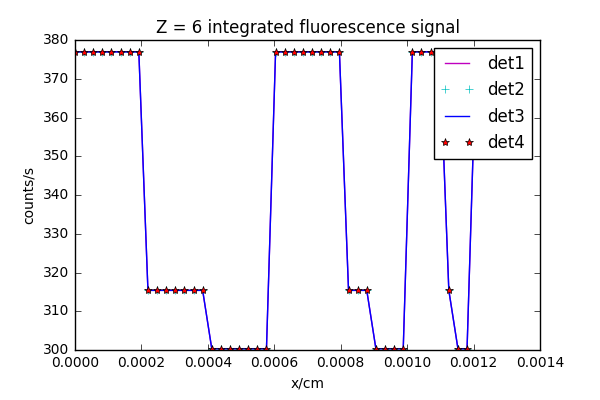 Z = 6 integrated fluorescence signal
380
370
360
350
340
330
320
310
300
counts/s
det1
det2
det3
det4
0.0000 0.0002 0.0004 0.0006 0.0008 0.0010 0.0012 0.0014
x/cm